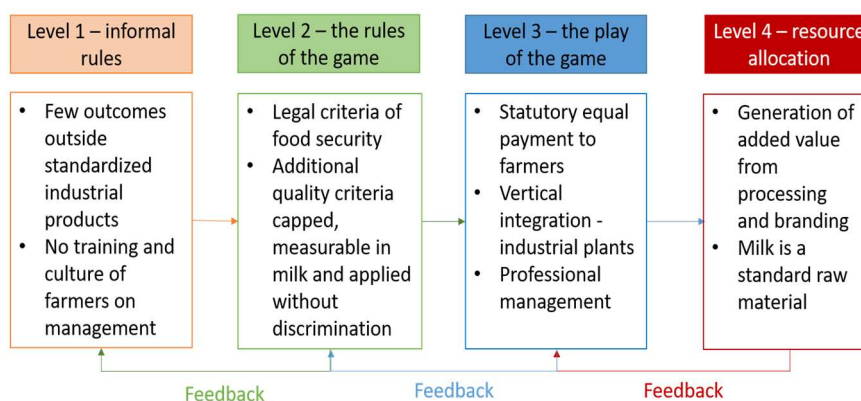 Level 1 – informal
rules
Level 2 – the rules
of the game
Level 3 – the play
of the game
Level 4 – resource
allocation
• Few outcomes
outside
standardized
industrial
products
• No training and
culture of
farmers on
management
• Legal criteria of
food security
• Additional
quality criteria
capped,
measurable in
milk and applied
without
discrimination
• Statutory equal
payment to
farmers
• Vertical
integration -
industrial plants
• Professional
management
• Generation of
added value
from
processing
and branding
• Milk is a
standard raw
material
Feedback
Feedback
Feedback